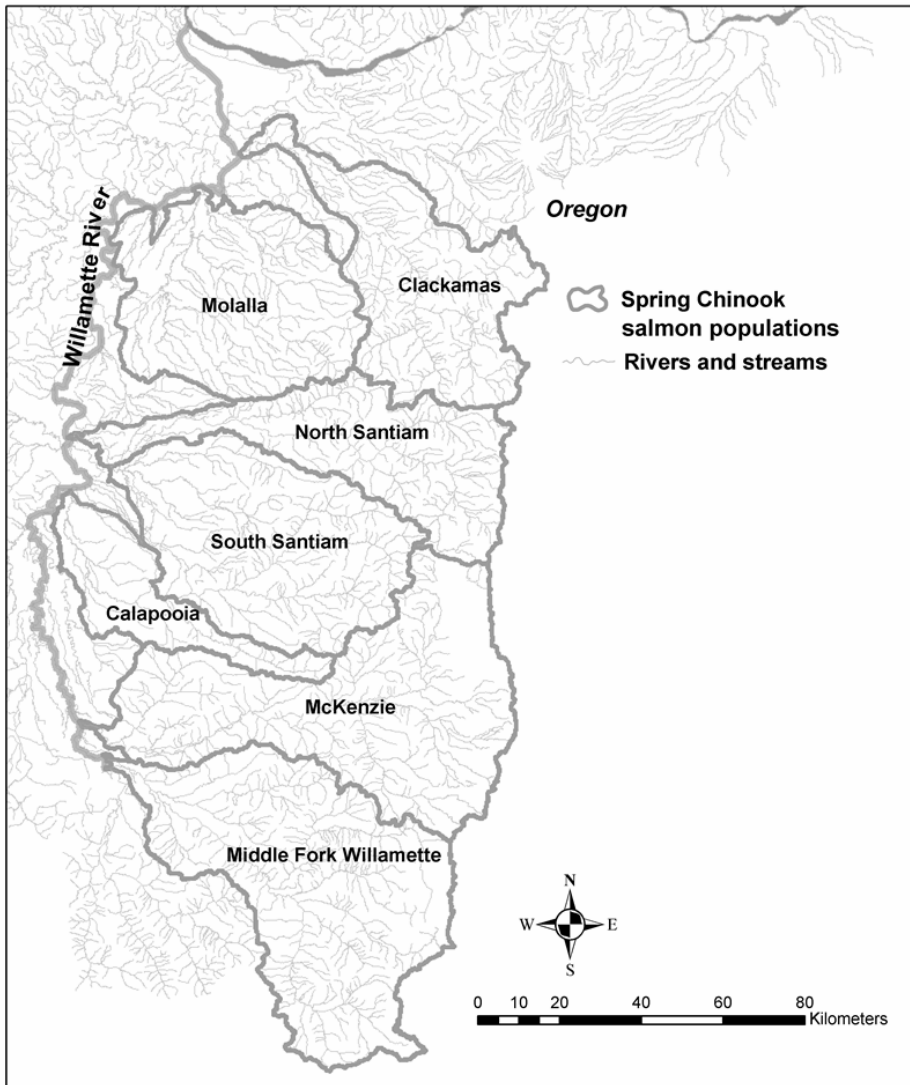 Oregon
Willamette River
Clackamas
Molalla
Spring Chinook
salmon populations
Rivers and streams
North Santiam
South Santiam
Calapooia
McKenzie
Middle Fork Willamette
N
W E
S
0 10 20 40 60 80
Kilometers